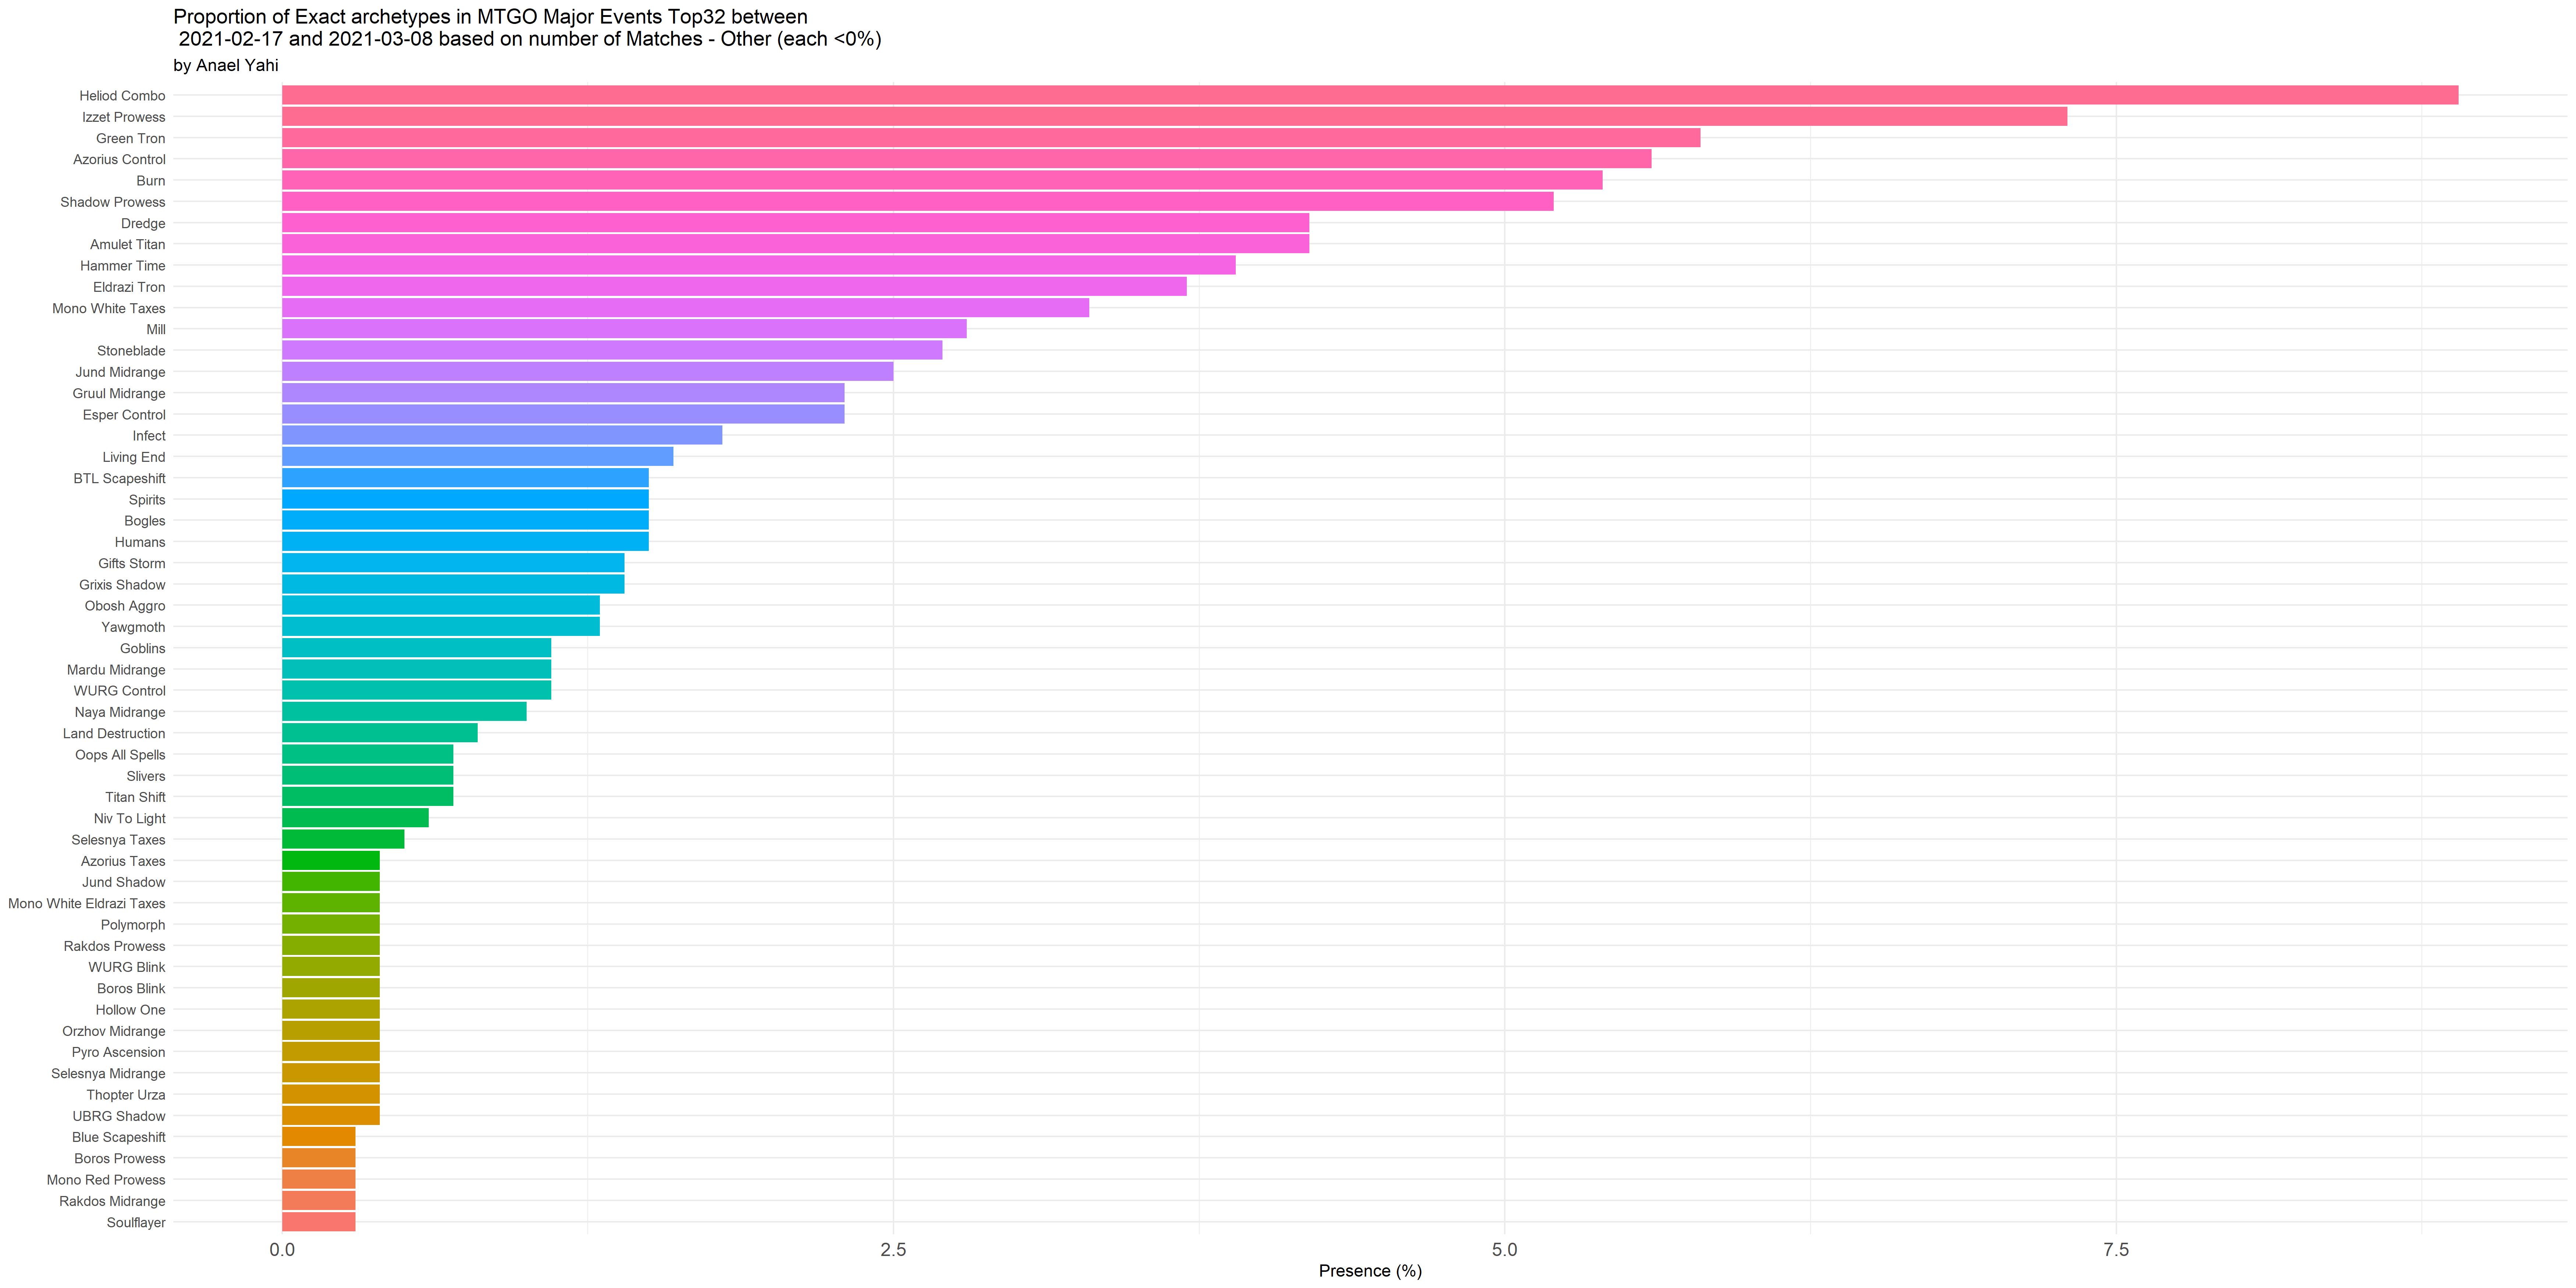 Proportion of Exact archetypes in MTGO Major Events Top32 between
2021-02-17 and 2021-03-08 based on number of Matches - Other (each <0%)
by Anael Yahi
Heliod Combo
Izzet Prowess
Green Tron
Azorius Control
Burn
Shadow Prowess
Dredge
Amulet Titan
Hammer Time
Eldrazi Tron
Mono White Taxes
Mill
Stoneblade
Jund Midrange
Gruul Midrange
Esper Control
Infect
Living End
BTL Scapeshift
Spirits
Bogles
Humans
Gifts Storm
Grixis Shadow
Obosh Aggro
Yawgmoth
Goblins
Mardu Midrange
WURG Control
Naya Midrange
Land Destruction
Oops All Spells
Slivers
Titan Shift
Niv To Light
Selesnya Taxes
Azorius Taxes
Jund Shadow
Mono White Eldrazi Taxes
Polymorph
Rakdos Prowess
WURG Blink
Boros Blink
Hollow One
Orzhov Midrange
Pyro Ascension
Selesnya Midrange
Thopter Urza
UBRG Shadow
Blue Scapeshift
Boros Prowess
Mono Red Prowess
Rakdos Midrange
Soulflayer
0.0 2.5 5.0 7.5
Presence (%)